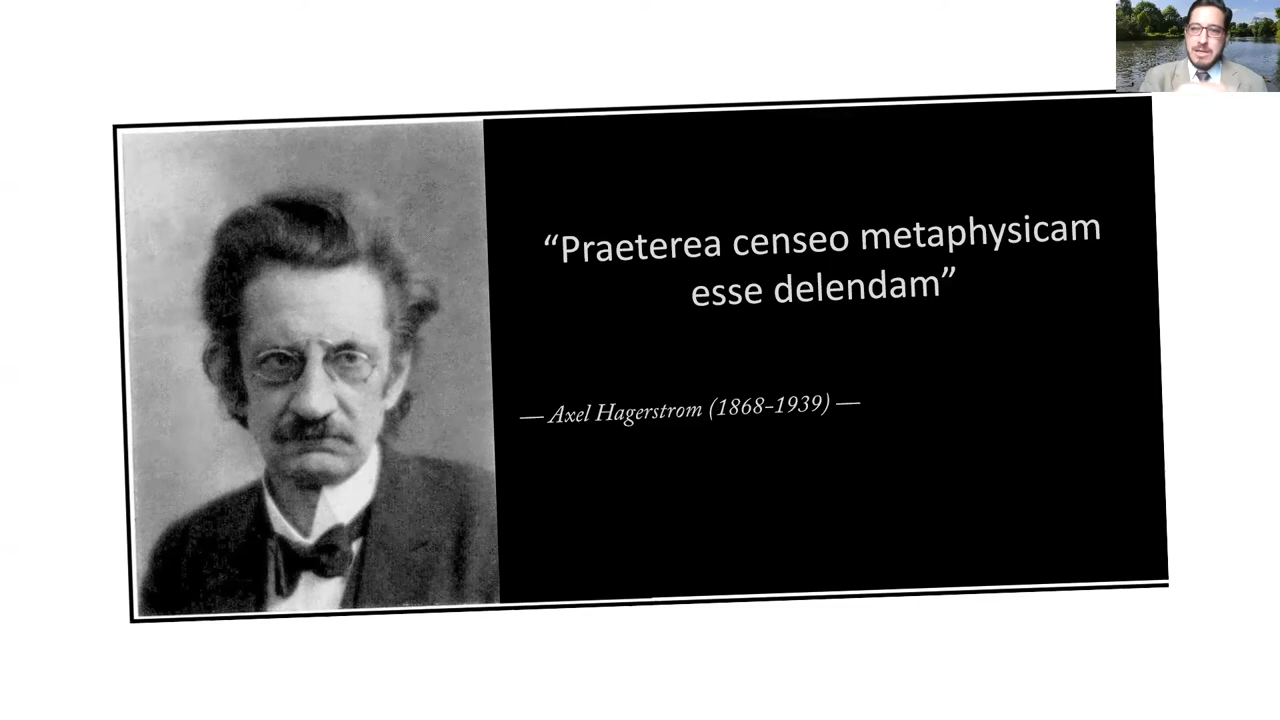 “Praeterea censeo metaphysicam
esse delendam”
— Axel Hagerstrom (1868–1939) —